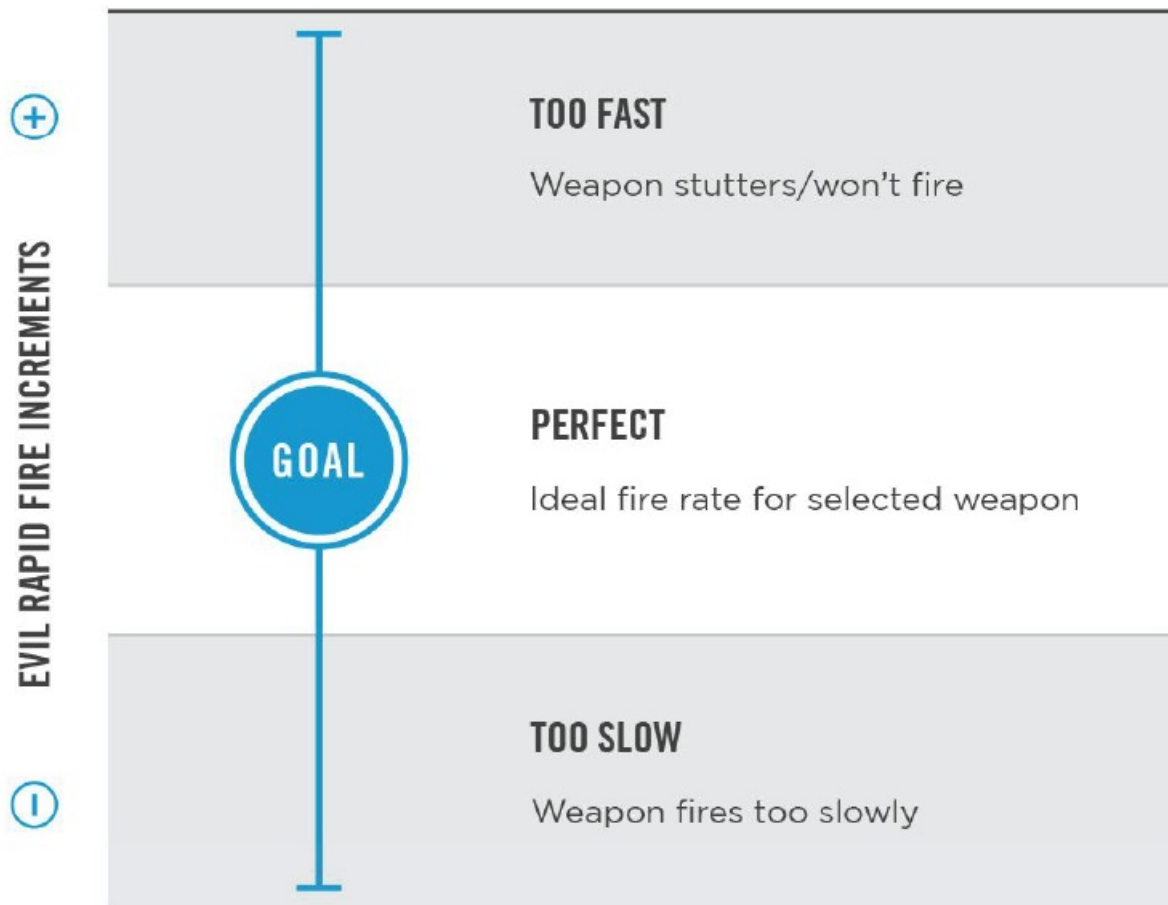 EVIL RAPID FIRE INCREMENTS
+
−
TOO FAST
Weapon stutters/won't fire
GOAL
PERFECT
Ideal fire rate for selected weapon
TOO SLOW
Weapon fires too slowly